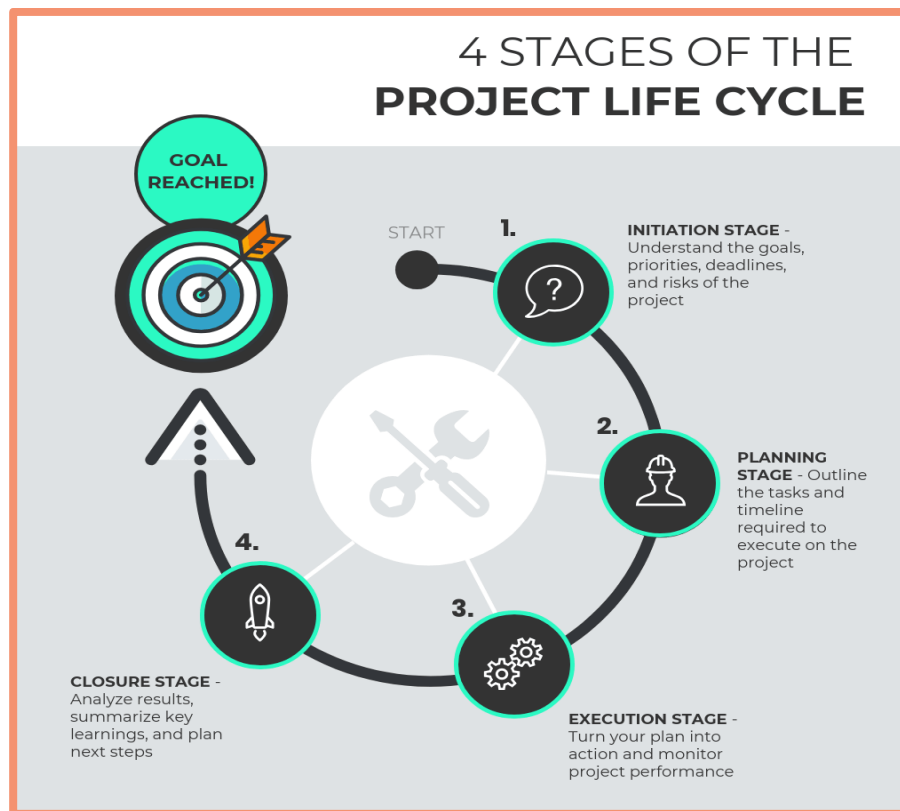 4 STAGES OF THE
PROJECT LIFE CYCLE
GOAL
REACHED!
START
1.
INITIATION STAGE -
Understand the goals,
priorities, deadlines,
and risks of the
project
?
2.
PLANNING
STAGE - Outline
the tasks and
timeline
required to
execute on the
project
3.
EXECUTION STAGE -
Turn your plan into
action and monitor
project performance
4.
CLOSURE STAGE -
Analyze results,
summarize key
learnings, and plan
next steps